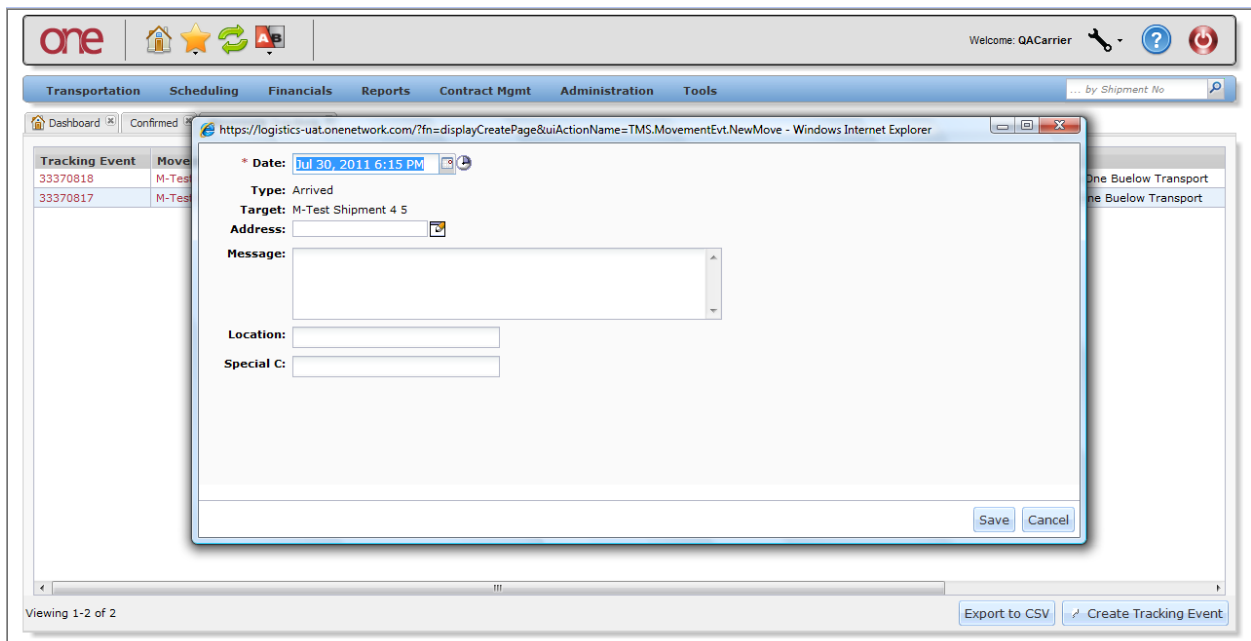 one
A B
Welcome: QACarrier
?
Transportation Scheduling Financials Reports Contract Mgmt Administration Tools
... by Shipment No
Dashboard Confirmed
https://logistics-uat.onenetwork.com/?fn=displayCreatePage&uiActionName=TMS.MovementEvt.NewMove - Windows Internet Explorer
Tracking Event Move
33370818 M-Test One Buelow Transport
33370817 M-Test ne Buelow Transport
* Date: Jul 30, 2011 6:15 PM
Type: Arrived
Target: M-Test Shipment 4 5
Address:
Message:
Location:
Special C:
Save Cancel
Viewing 1-2 of 2
Export to CSV Create Tracking Event